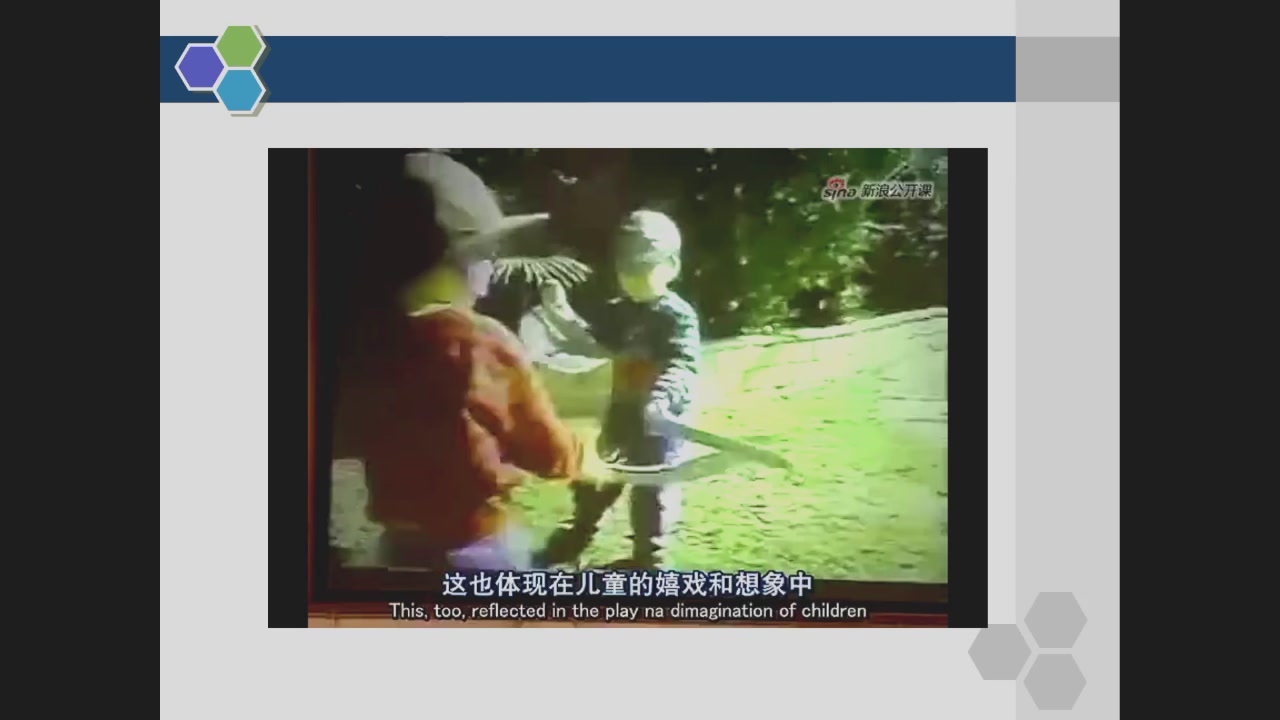 sina 新浪公开课
这也体现在儿童的嬉戏和想象中
This, too, reflected in the play na dimagination of children